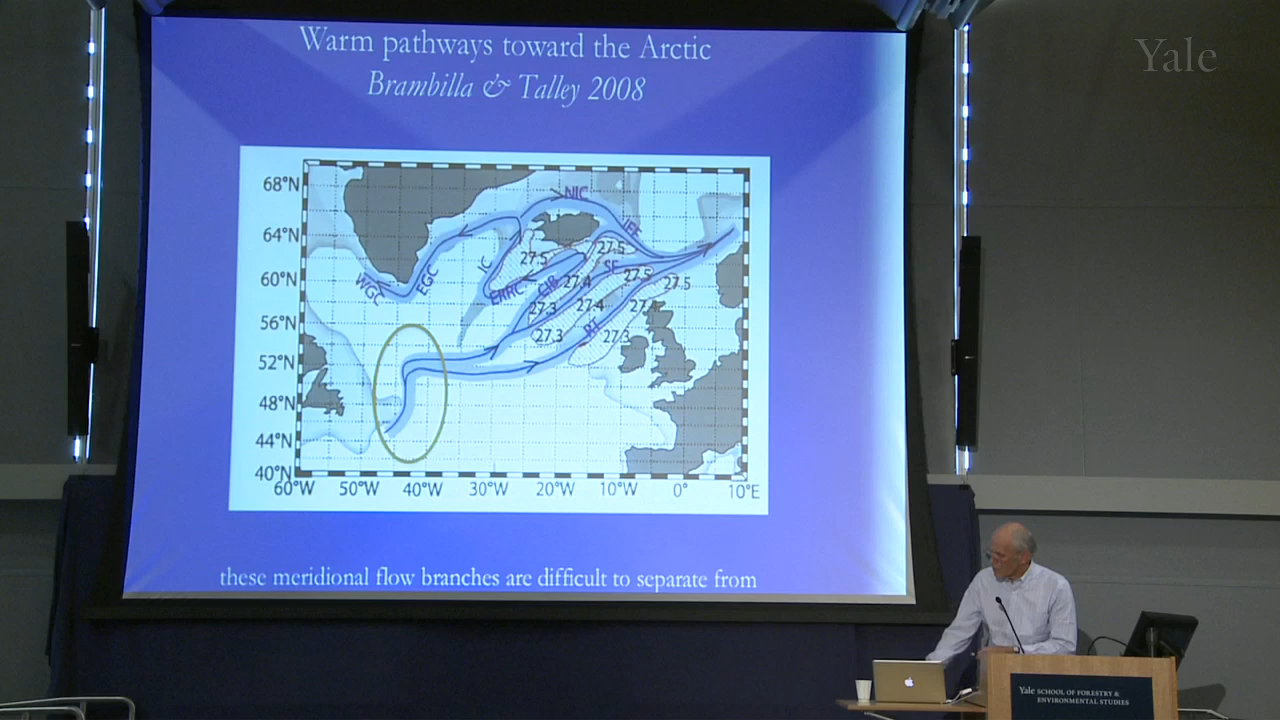 Yale
Warm pathways toward the Arctic
Brambilla & Talley 2008
68°N
64°N
60°N
56°N
52°N
48°N
44°N
40°N
60°W 50°W 40°W 30°W 20°W 10°W 0° 10°E
NIC
IFF
27.5
27.5
IC
SF
27.5
WGC
EGC
ERRC
CIB
27.4
27.5
27.3
27.4
27.3
27.3
these meridional flow branches are difficult to separate from
Yale SCHOOL OF FORESTRY &
ENVIRONMENTAL STUDIES